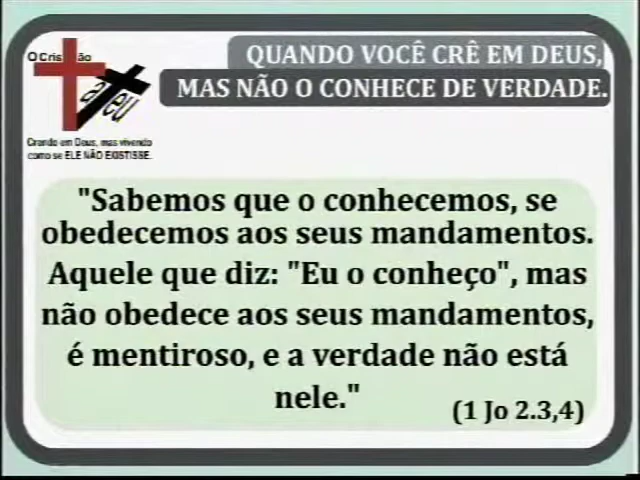 O Cristão
ateu
Crendo em Deus, mas vivendo
como se ELE NÃO EXISTISSE.
QUANDO VOCÊ CRÊ EM DEUS,
MAS NÃO O CONHECE DE VERDADE.
"Sabemos que o conhecemos, se
obedecemos aos seus mandamentos.
Aquele que diz: "Eu o conheço", mas
não obedece aos seus mandamentos,
é mentiroso, e a verdade não está
nele."
(1 Jo 2.3,4)